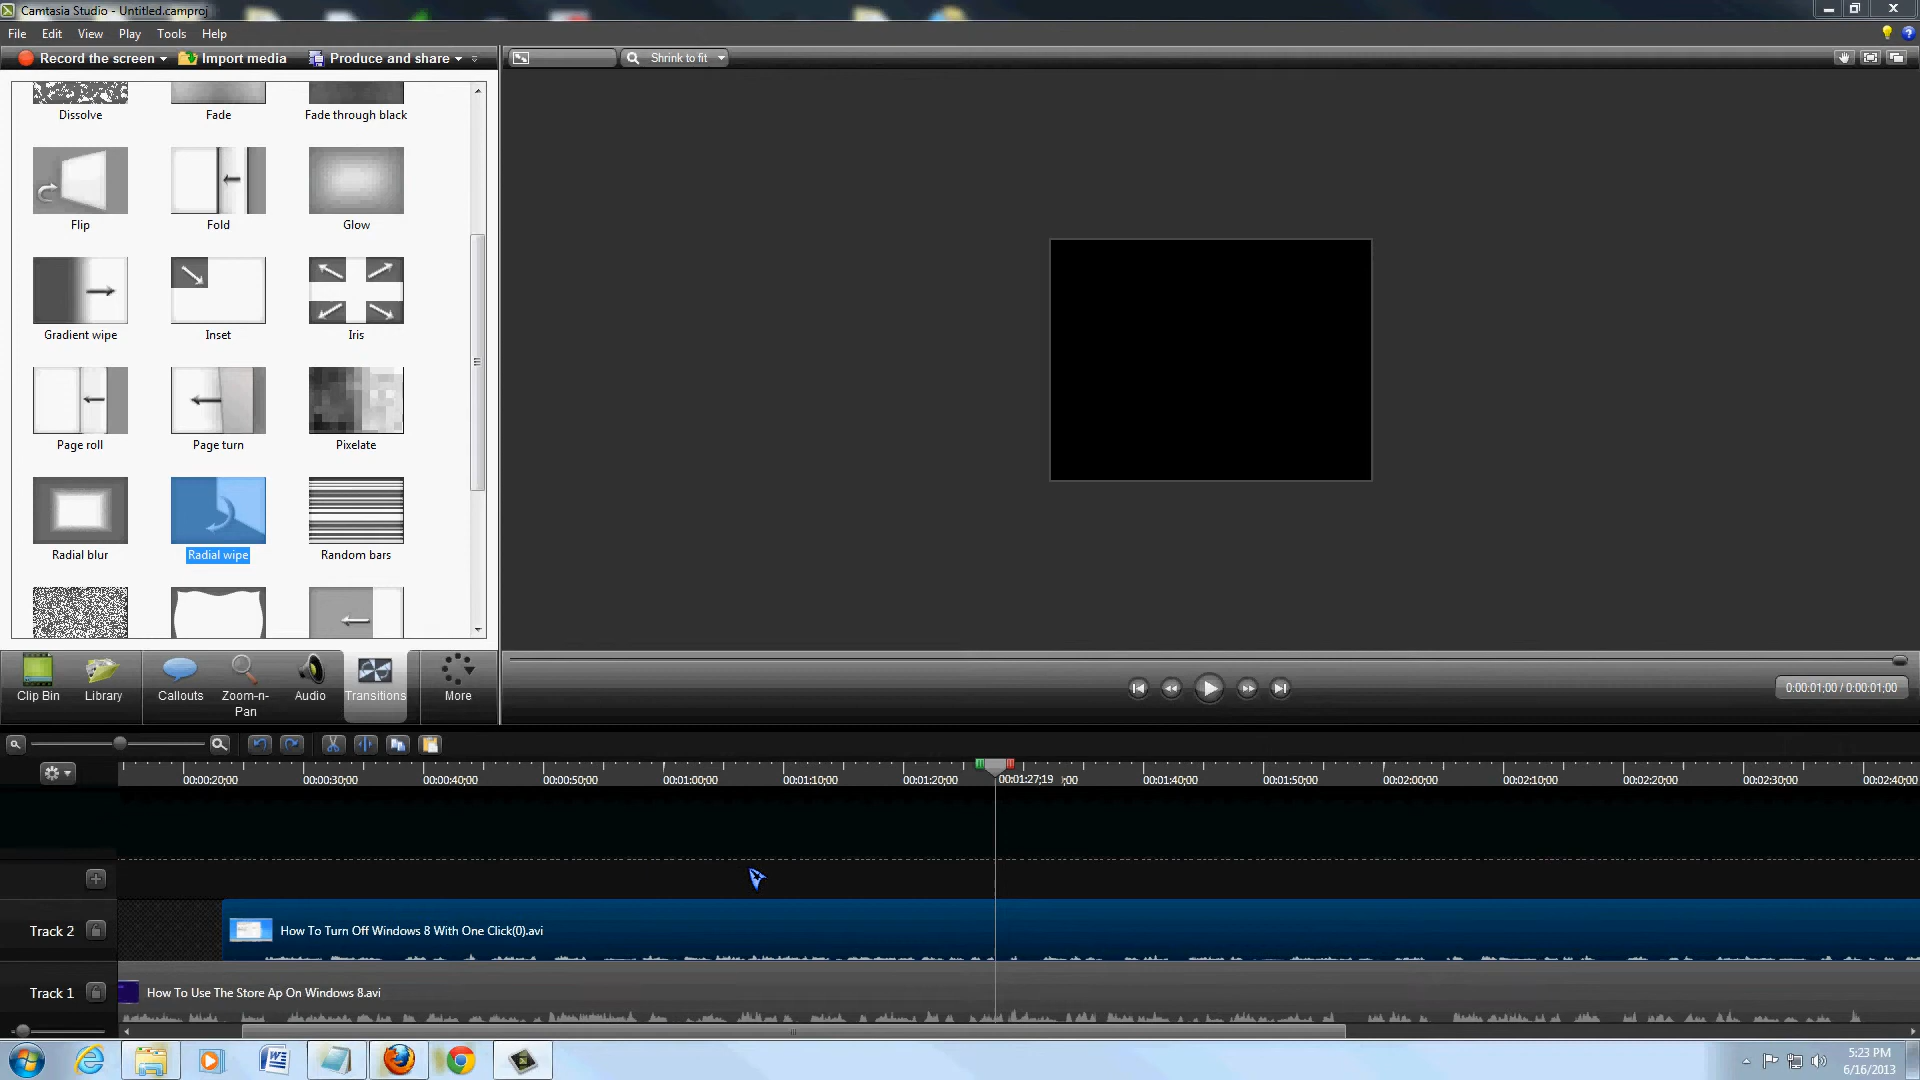 Camtasia Studio - Untitled.camproj
File Edit View Play Tools Help
Record the screen Import media Produce and share
Shrink to fit
Dissolve Fade Fade through black
Flip Fold Glow
Gradient wipe Inset Iris
Page roll Page turn Pixelate
Radial blur Radial wipe Random bars
Clip Bin Library Callouts Zoom-n-Pan Audio Transitions More
0:00:01;00 / 0:00:01;00
00:00:20;00 00:00:30;00 00:00:40;00 00:00:50;00 00:01:00;00 00:01:10;00 00:01:20;00 00:01:27;19 ;00 00:01:40;00 00:01:50;00 00:02:00;00 00:02:10;00 00:02:20;00 00:02:30;00 00:02:40;00
Track 2 How To Turn Off Windows 8 With One Click(0).avi
Track 1 How To Use The Store Ap On Windows 8.avi
5:23 PM
6/16/2013